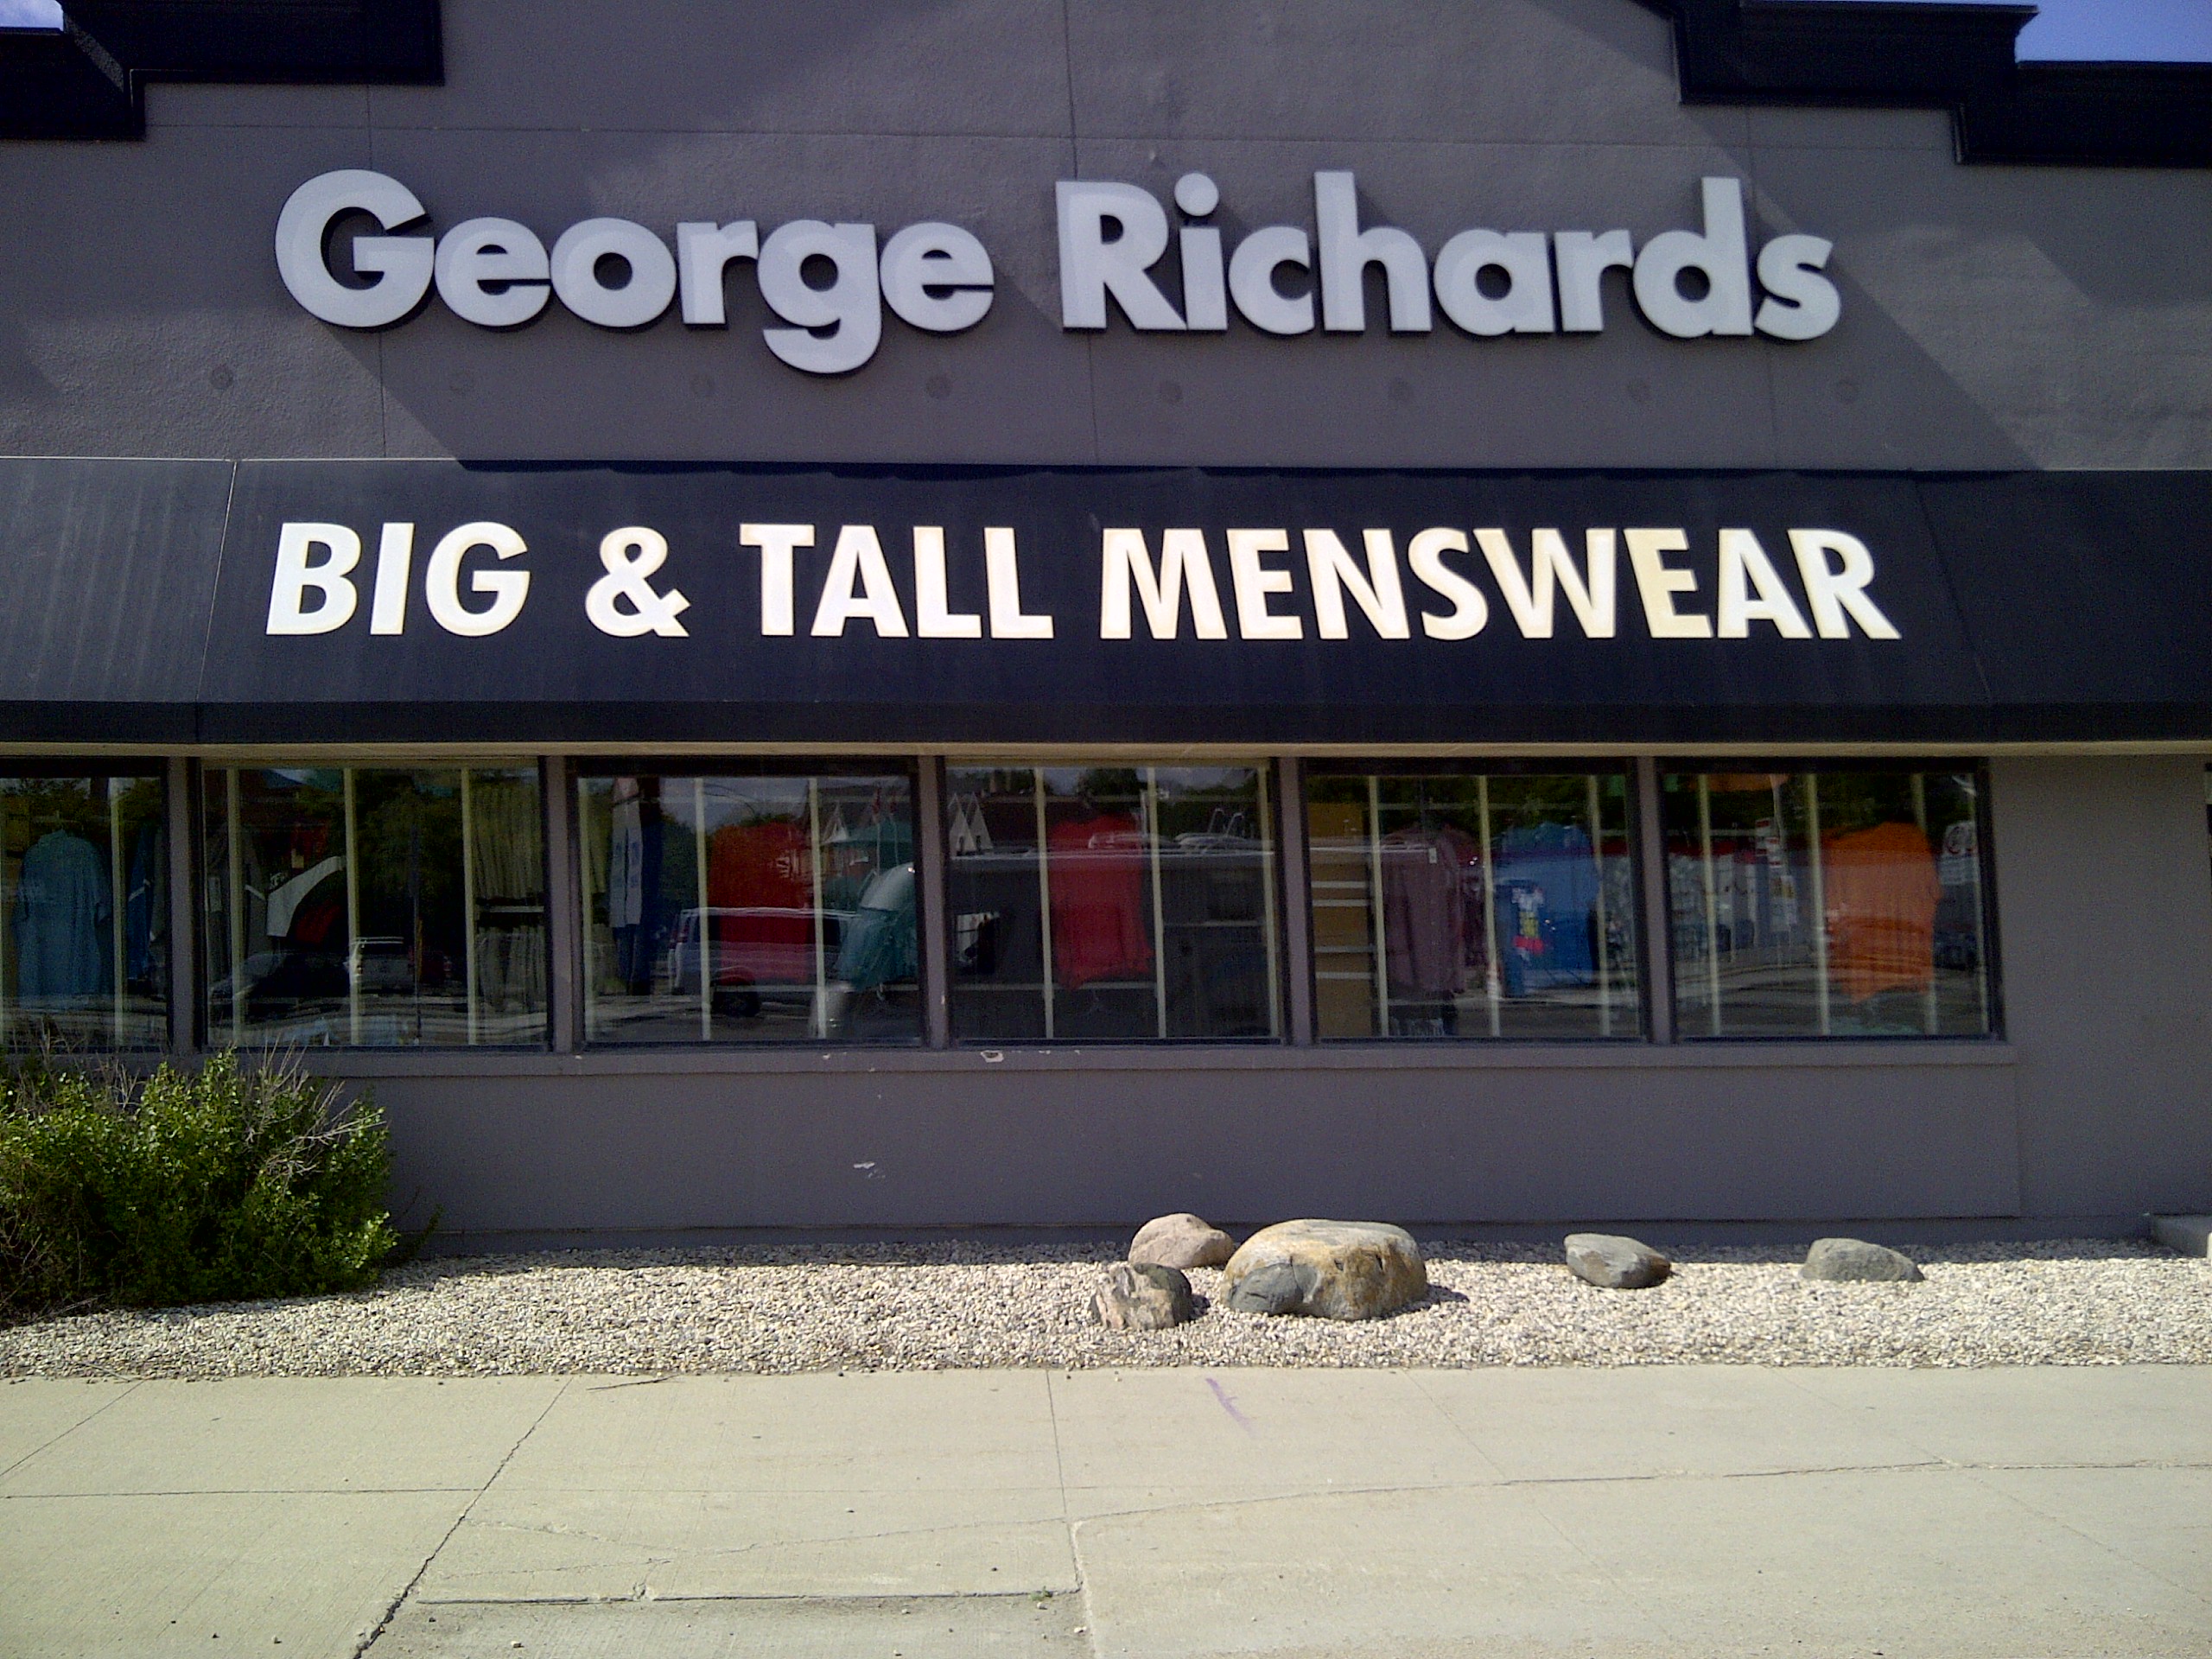 George Richards
BIG & TALL MENSWEAR